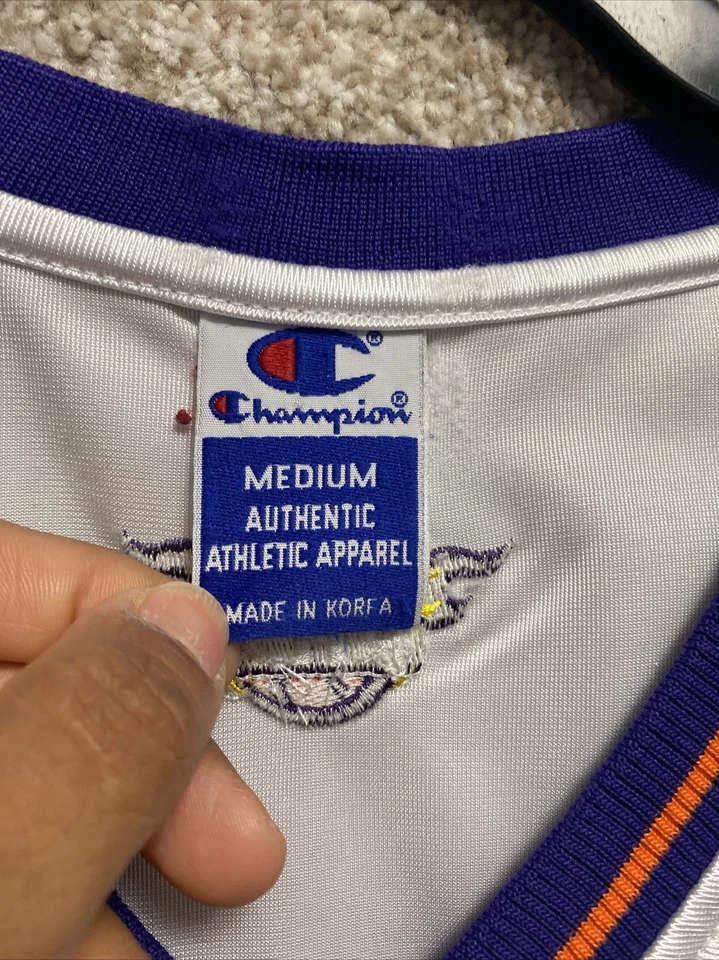 Champion®
MEDIUM
AUTHENTIC
ATHLETIC APPAREL
MADE IN KOREA